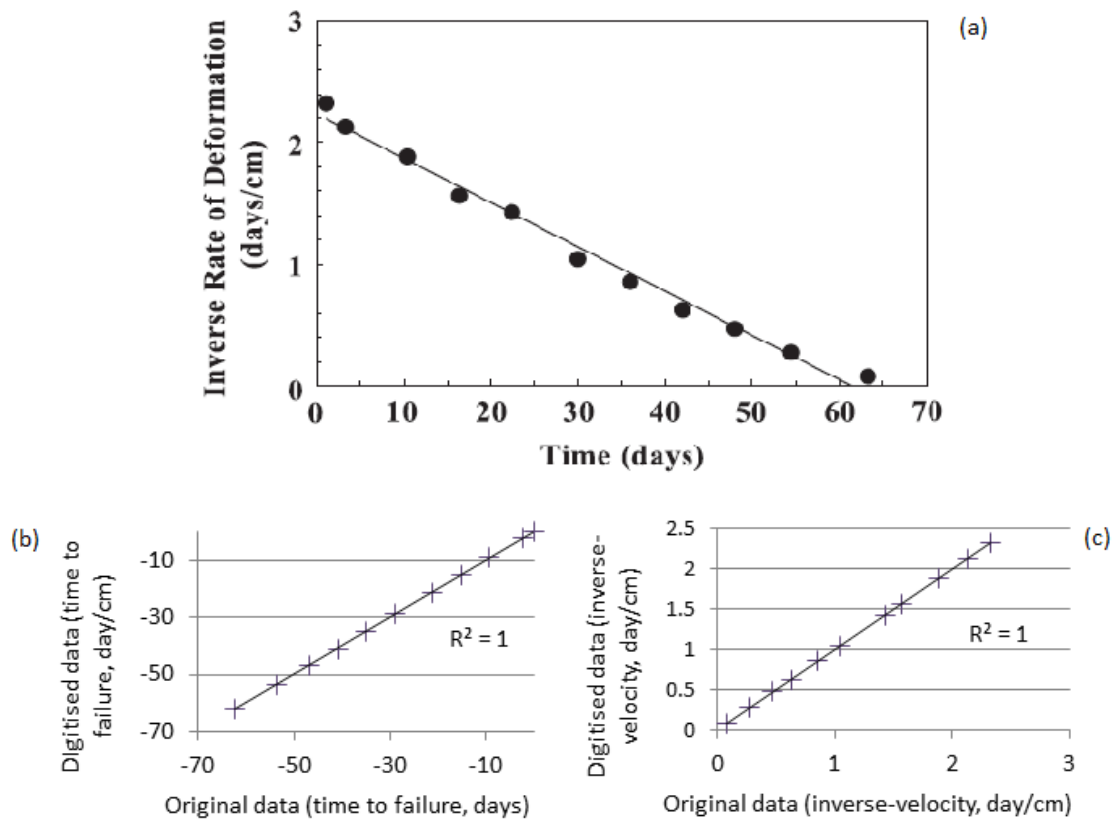 (a)
Inverse Rate of Deformation
(days/cm)
3
2
1
0
0 10 20 30 40 50 60 70
Time (days)
(b)
DIgitised data (time to
failure, day/cm)
-10
-30
-50
-70
-70 -50 -30 -10
R² = 1
Original data (time to failure, days)
(c)
Digitised data (inverse-
velocity, day/cm)
2.5
2
1.5
1
0.5
0
0 1 2 3
R² = 1
Original data (inverse-velocity, day/cm)